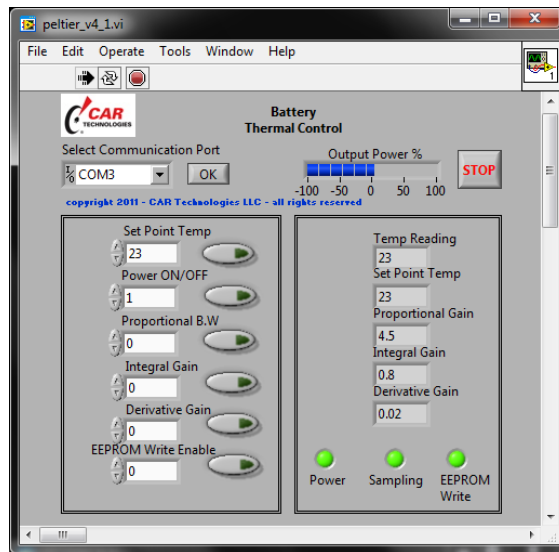 peltier_v4_1.vi
File Edit Operate Tools Window Help
1
CAR
TECHNOLOGIES
Battery
Thermal Control
Select Communication Port
I/O COM3 OK
Output Power %
-100 -50 0 50 100
STOP
copyright 2011 - CAR Technologies LLC - all rights reserved
Set Point Temp
23
Power ON/OFF
1
Proportional B.W
0
Integral Gain
0
Derivative Gain
0
EEPROM Write Enable
0
Temp Reading
23
Set Point Temp
23
Proportional Gain
4.5
Integral Gain
0.8
Derivative Gain
0.02
Power Sampling EEPROM
Write